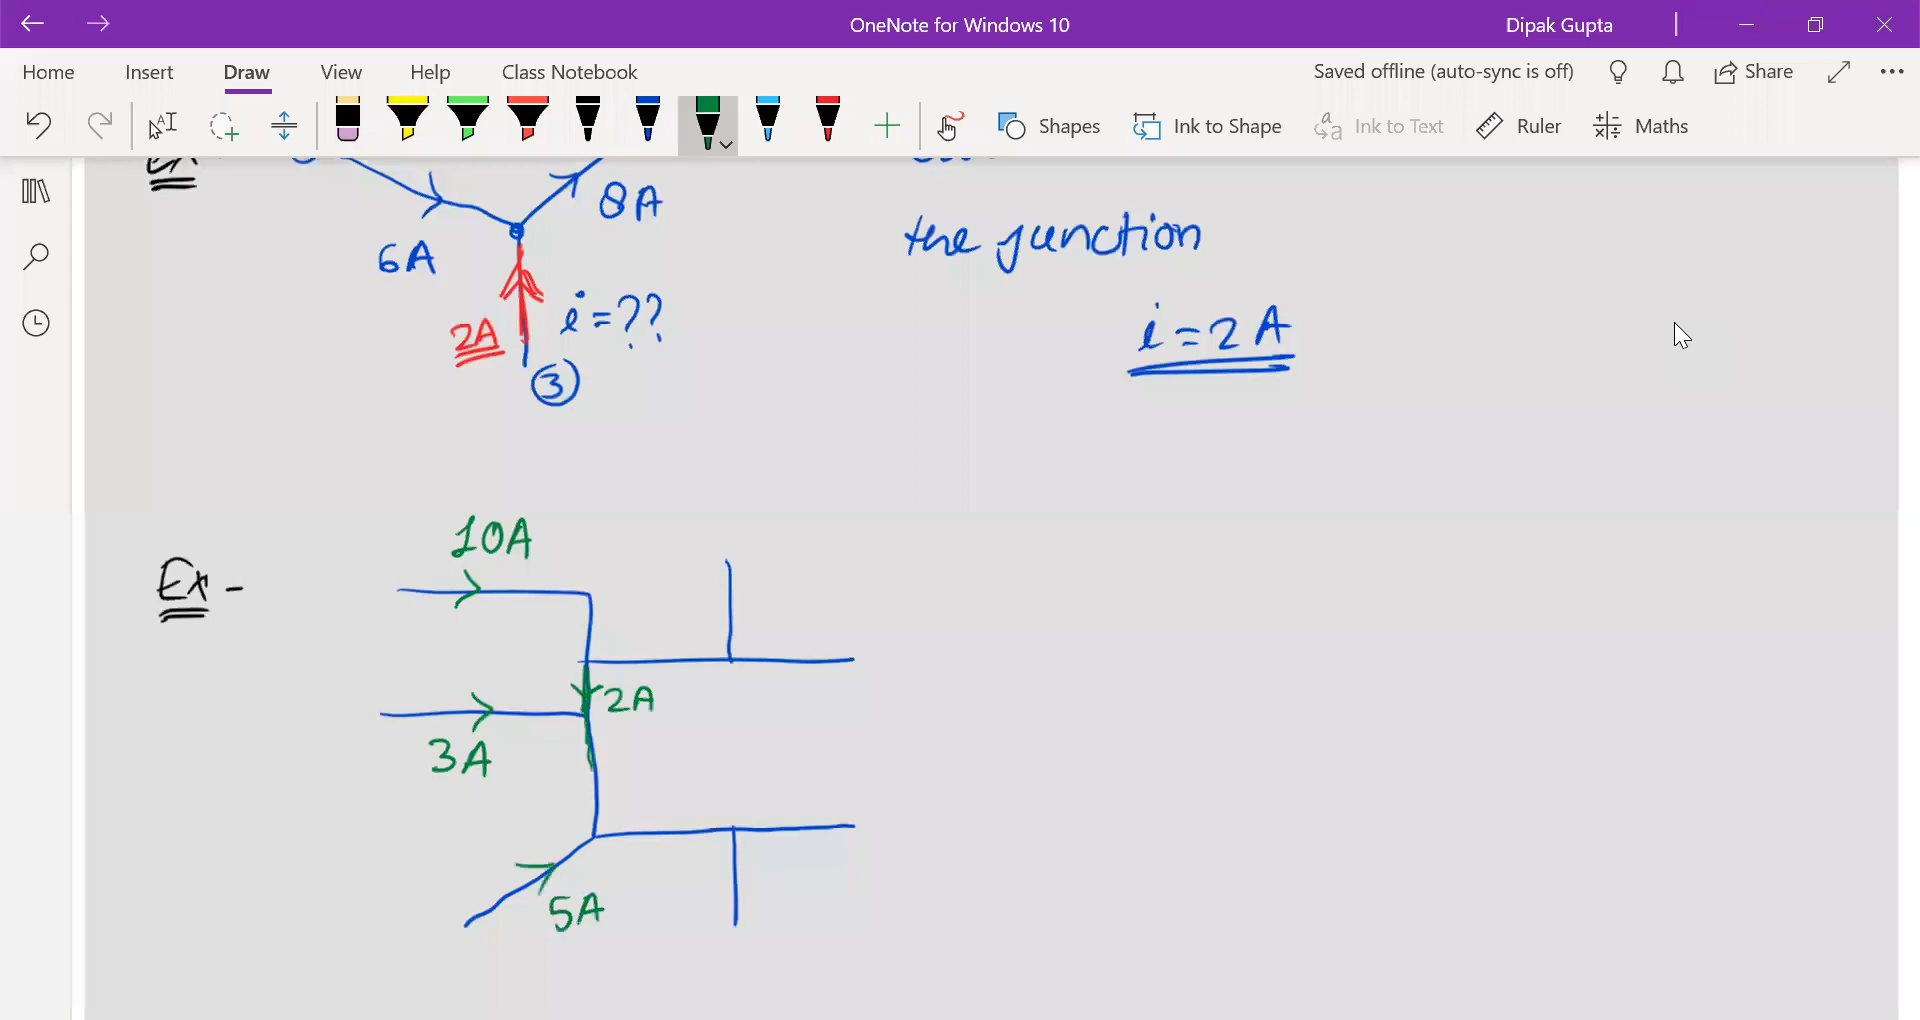 OneNote for Windows 10
Dipak Gupta
Home Insert Draw View Help Class Notebook
Saved offline (auto-sync is off) Share
Shapes Ink to Shape Ink to Text Ruler Maths
8A
the junction
6A
i=??
2A
i=2 A
3
10A
Ex -
2A
3A
5A